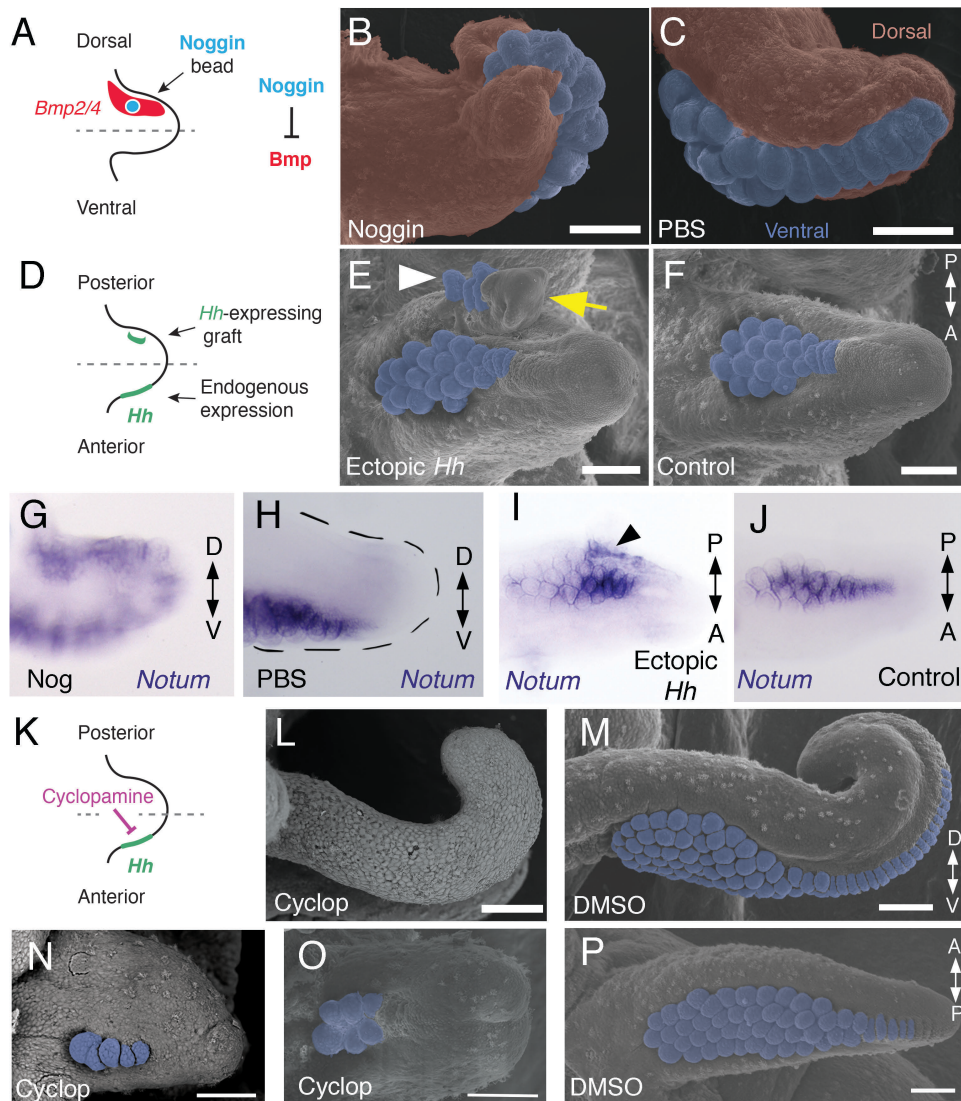 A
Dorsal
Noggin
bead
Bmp2/4
Ventral
Noggin
Bmp
B
Noggin
C
Dorsal
Ventral
PBS
D
Posterior
Hh-expressing
graft
Endogenous
expression
Hh
Anterior
E
Ectopic Hh
F
P
A
Control
G
D
V
Nog
Notum
H
D
V
PBS
Notum
I
P
A
Notum
Ectopic
Hh
J
P
A
Notum
Control
K
Posterior
Cyclopamine
Hh
Anterior
L
Cyclop
M
D
V
DMSO
N
Cyclop
O
Cyclop
P
A
P
DMSO